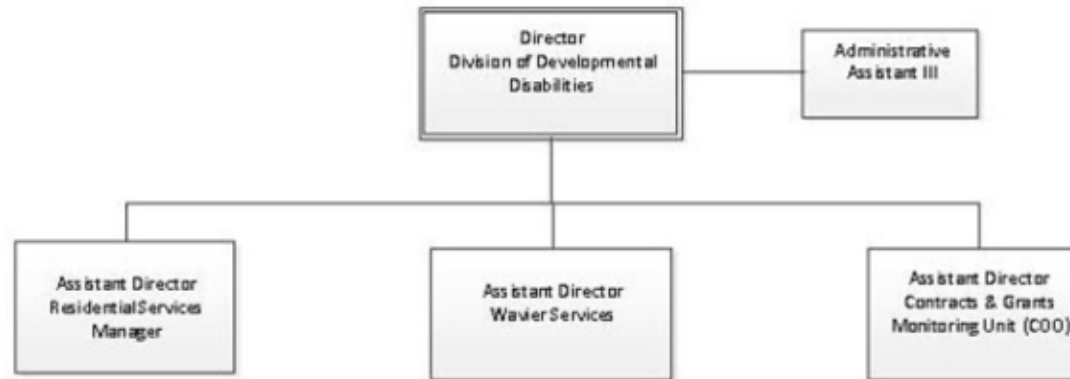 Director
Division of Developmental
Disabilities
Administrative
Assistant III
Assistant Director
Residential Services
Manager
Assistant Director
Wavier Services
Assistant Director
Contracts & Grants
Monitoring Unit (COO)